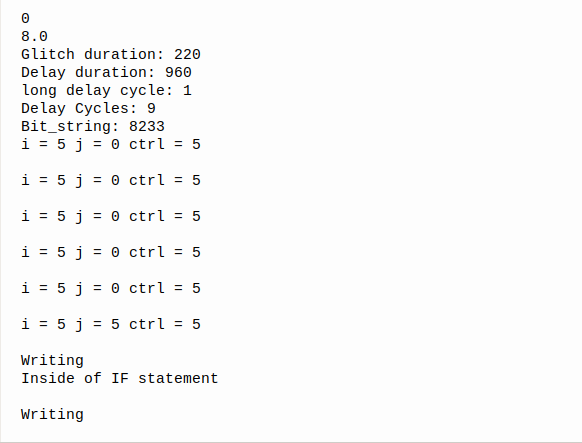 0
8.0
Glitch duration: 220
Delay duration: 960
long delay cycle: 1
Delay Cycles: 9
Bit_string: 8233
i = 5 j = 0 ctrl = 5
i = 5 j = 0 ctrl = 5
i = 5 j = 0 ctrl = 5
i = 5 j = 0 ctrl = 5
i = 5 j = 0 ctrl = 5
i = 5 j = 5 ctrl = 5
Writing
Inside of IF statement
Writing